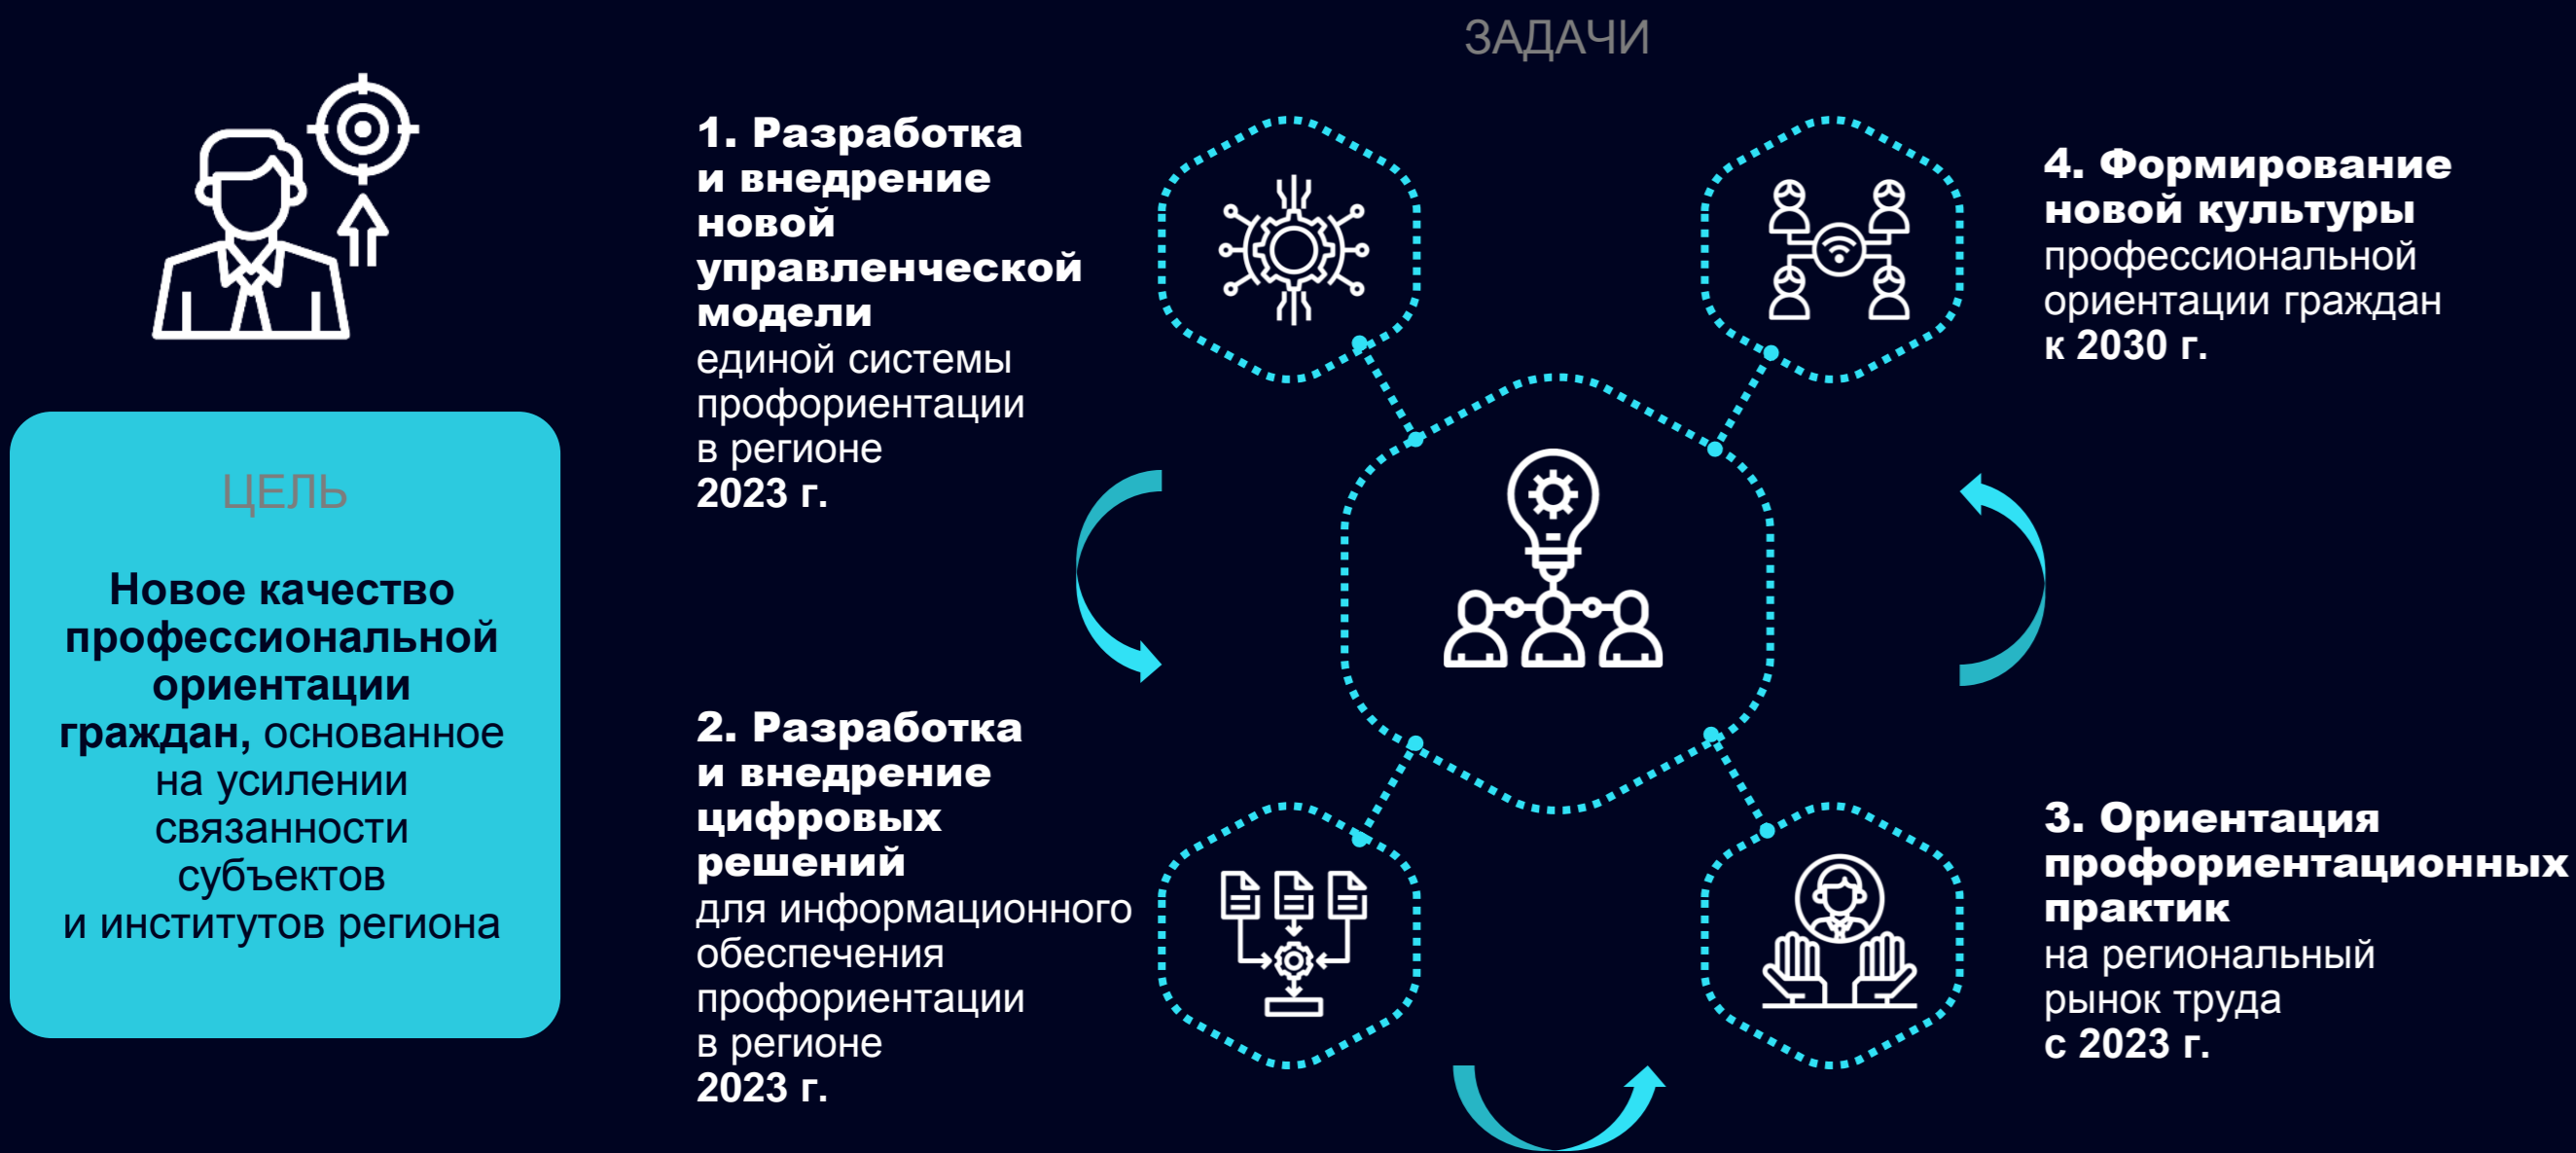 ЗАДАЧИ
ЦЕЛЬ
Новое качество
профессиональной
ориентации
граждан, основанное
на усилении
связанности
субъектов
и институтов региона
1. Разработка
и внедрение
новой
управленческой
модели
единой системы
профориентации
в регионе
2023 г.
2. Разработка
и внедрение
цифровых
решений
для информационного
обеспечения
профориентации
в регионе
2023 г.
3. Ориентация
профориентационных
практик
на региональный
рынок труда
с 2023 г.
4. Формирование
новой культуры
профессиональной
ориентации граждан
к 2030 г.